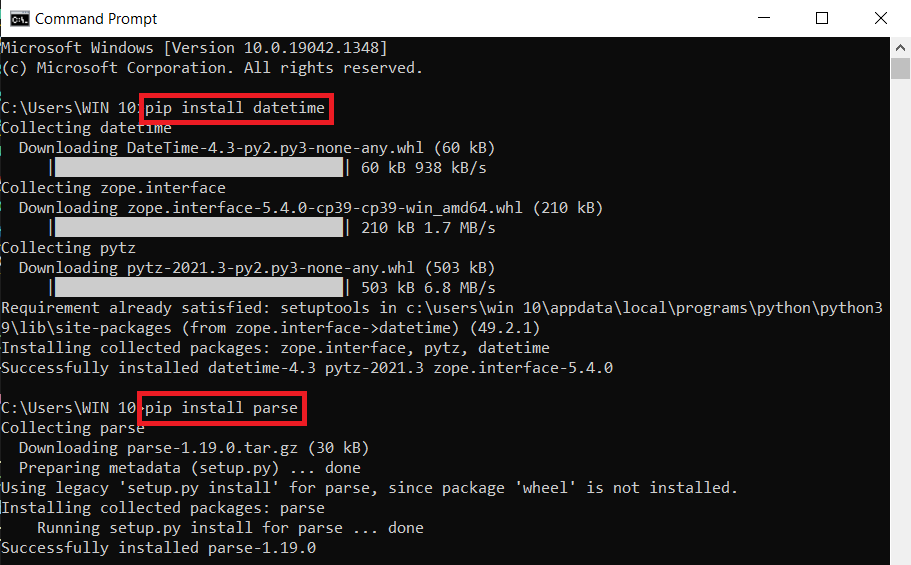 Command Prompt
Microsoft Windows [Version 10.0.19042.1348]
(c) Microsoft Corporation. All rights reserved.
C:\Users\WIN 10>pip install datetime
Collecting datetime
Downloading DateTime-4.3-py2.py3-none-any.whl (60 kB)
|████████████████████████████████| 60 kB 938 kB/s
Collecting zope.interface
Downloading zope.interface-5.4.0-cp39-cp39-win_amd64.whl (210 kB)
|████████████████████████████████| 210 kB 1.7 MB/s
Collecting pytz
Downloading pytz-2021.3-py2.py3-none-any.whl (503 kB)
|████████████████████████████████| 503 kB 6.8 MB/s
Requirement already satisfied: setuptools in c:\users\win 10\appdata\local\programs\python\python3
9\lib\site-packages (from zope.interface->datetime) (49.2.1)
Installing collected packages: zope.interface, pytz, datetime
Successfully installed datetime-4.3 pytz-2021.3 zope.interface-5.4.0
C:\Users\WIN 10>pip install parse
Collecting parse
Downloading parse-1.19.0.tar.gz (30 kB)
Preparing metadata (setup.py) ... done
Using legacy 'setup.py install' for parse, since package 'wheel' is not installed.
Installing collected packages: parse
Running setup.py install for parse ... done
Successfully installed parse-1.19.0